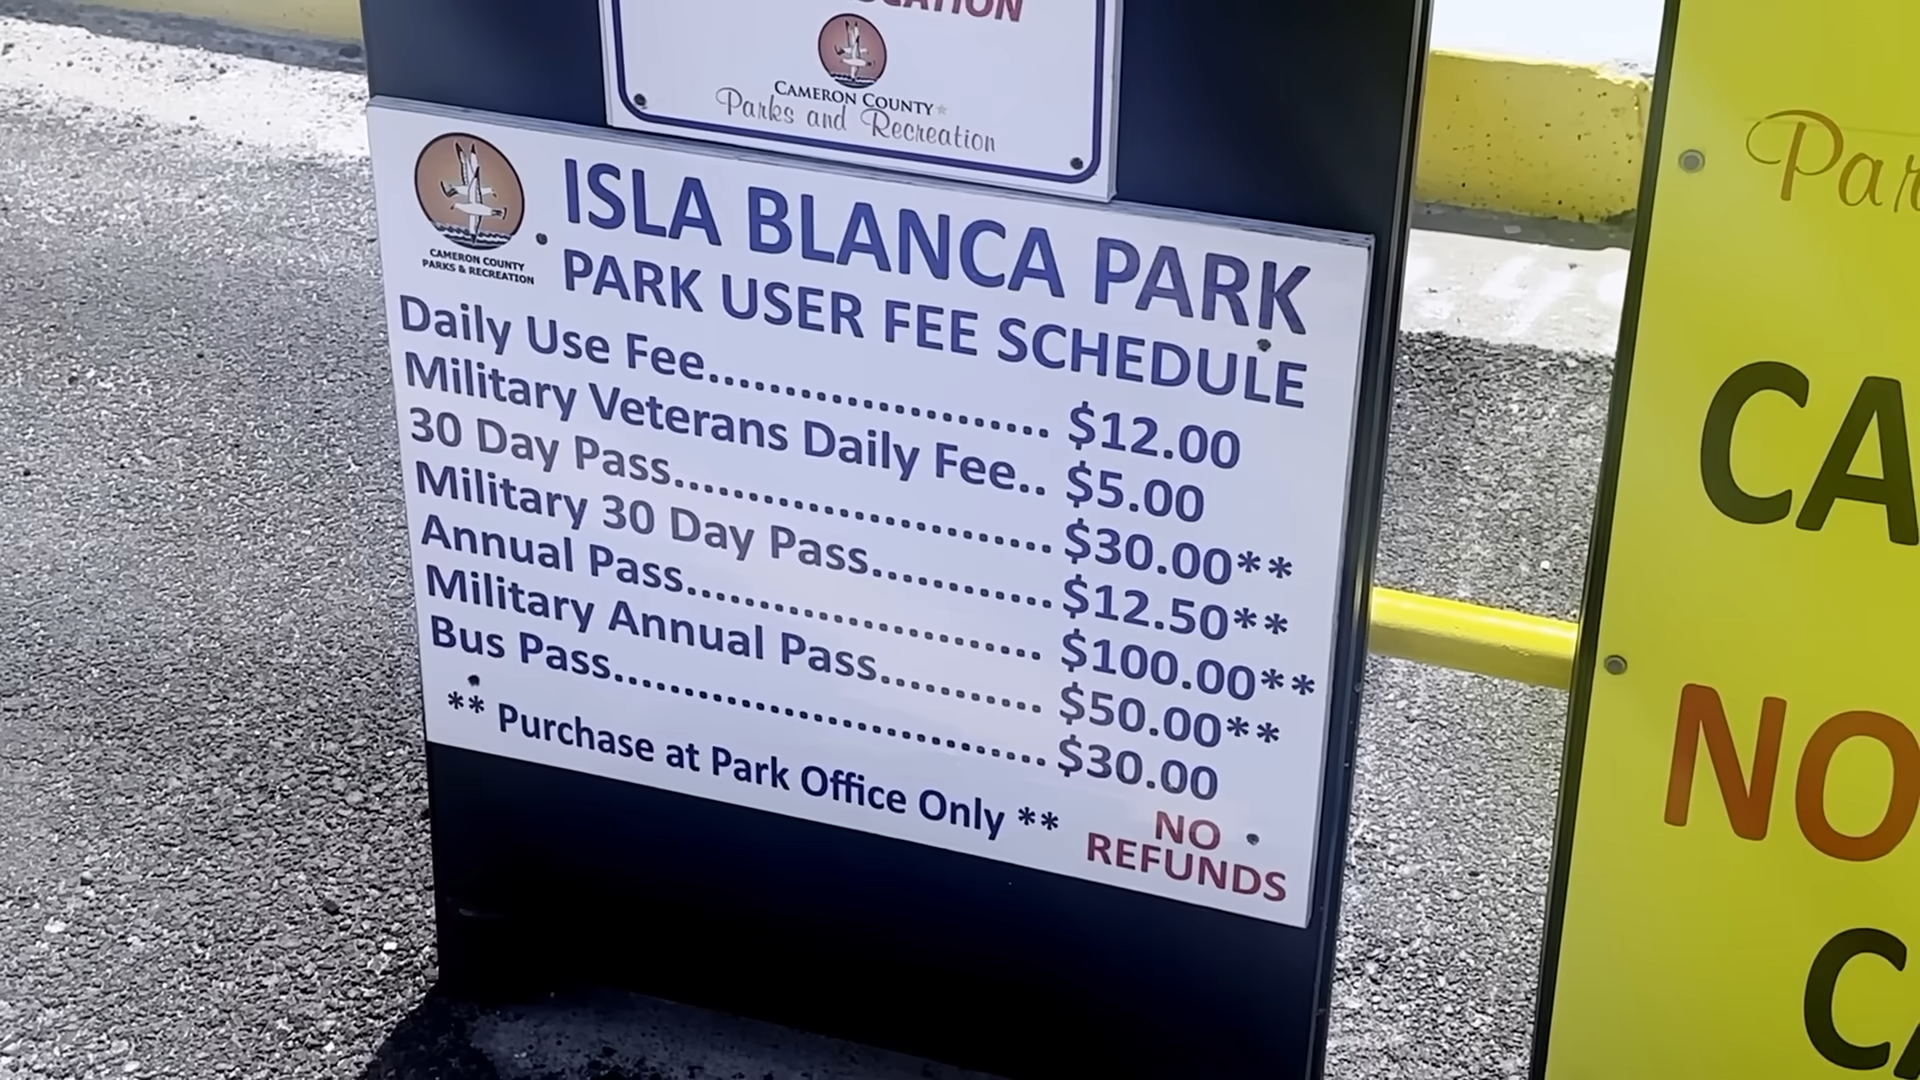 CAMERON COUNTY
Parks and Recreation
CAMERON COUNTY
PARKS & RECREATION
ISLA BLANCA PARK
PARK USER FEE SCHEDULE
Daily Use Fee........................ $12.00
Military Veterans Daily Fee.. $5.00
30 Day Pass........................... $30.00**
Military 30 Day Pass............. $12.50**
Annual Pass......................... $100.00**
Military Annual Pass........... $50.00**
Bus Pass................................ $30.00
** Purchase at Park Office Only **
NO
REFUNDS
NO